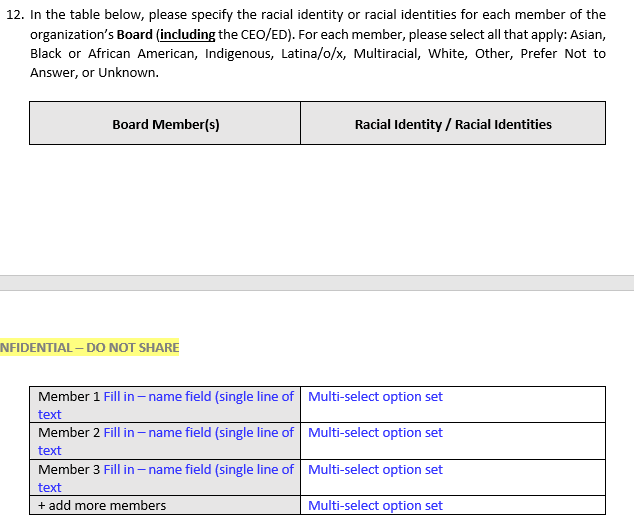 12. In the table below, please specify the racial identity or racial identities for each member of the
organization's Board (including the CEO/ED). For each member, please select all that apply: Asian,
Black or African American, Indigenous, Latina/o/x, Multiracial, White, Other, Prefer Not to
Answer, or Unknown.
Board Member(s) Racial Identity / Racial Identities
NFIDENTIAL – DO NOT SHARE
Member 1 Fill in – name field (single line of Multi-select option set
text
Member 2 Fill in – name field (single line of Multi-select option set
text
Member 3 Fill in – name field (single line of Multi-select option set
text
+ add more members Multi-select option set